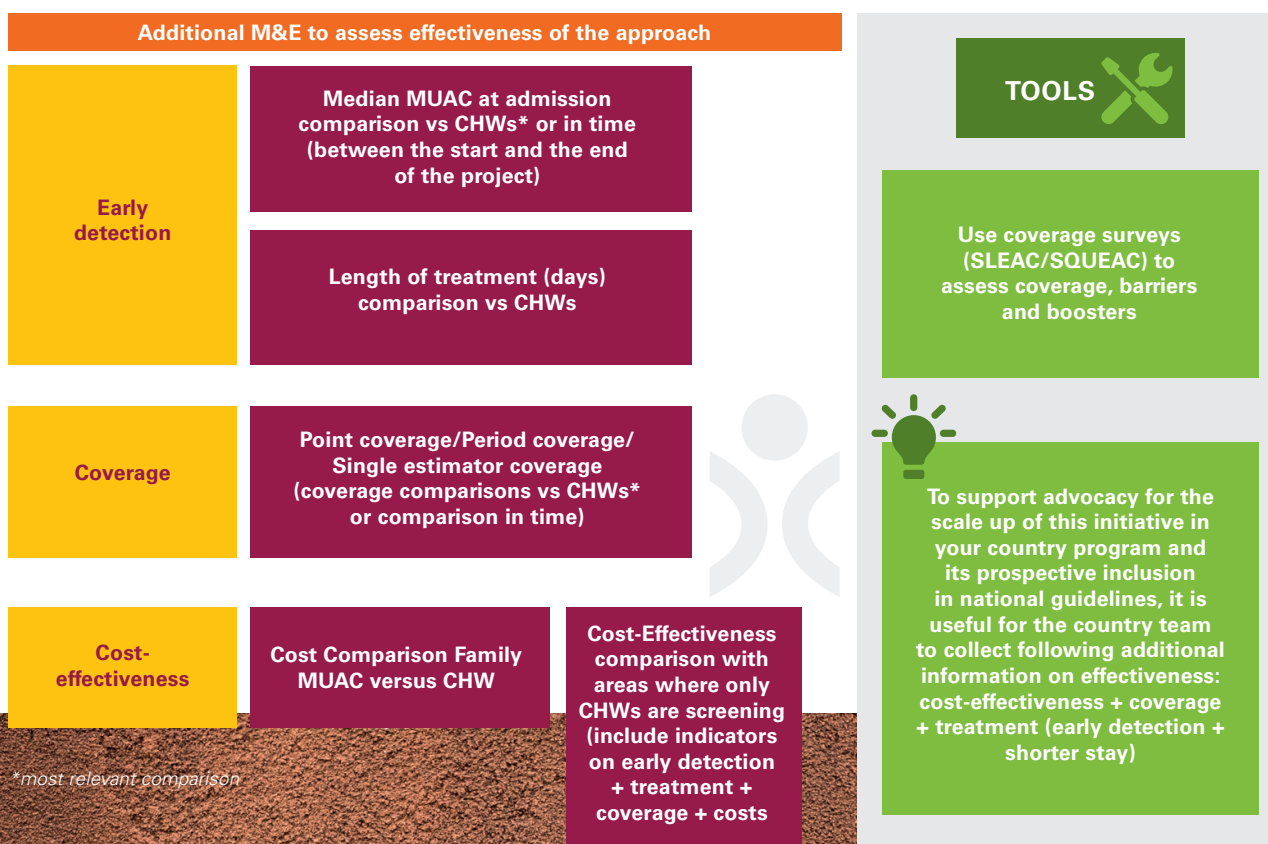 Additional M&E to assess effectiveness of the approach
Early
detection
Median MUAC at admission
comparison vs CHWs* or in time
(between the start and the end
of the project)
Length of treatment (days)
comparison vs CHWs
Coverage
Point coverage/Period coverage/
Single estimator coverage
(coverage comparisons vs CHWs*
or comparison in time)
Cost-
effectiveness
Cost Comparison Family
MUAC versus CHW
Cost-Effectiveness
comparison with
areas where only
CHWs are screening
(include indicators
on early detection
+ treatment +
coverage + costs
*most relevant comparison
TOOLS
Use coverage surveys
(SLEAC/SQUEAC) to
assess coverage, barriers
and boosters
To support advocacy for the
scale up of this initiative in
your country program and
its prospective inclusion
in national guidelines, it is
useful for the country team
to collect following additional
information on effectiveness:
cost-effectiveness + coverage
+ treatment (early detection +
shorter stay)